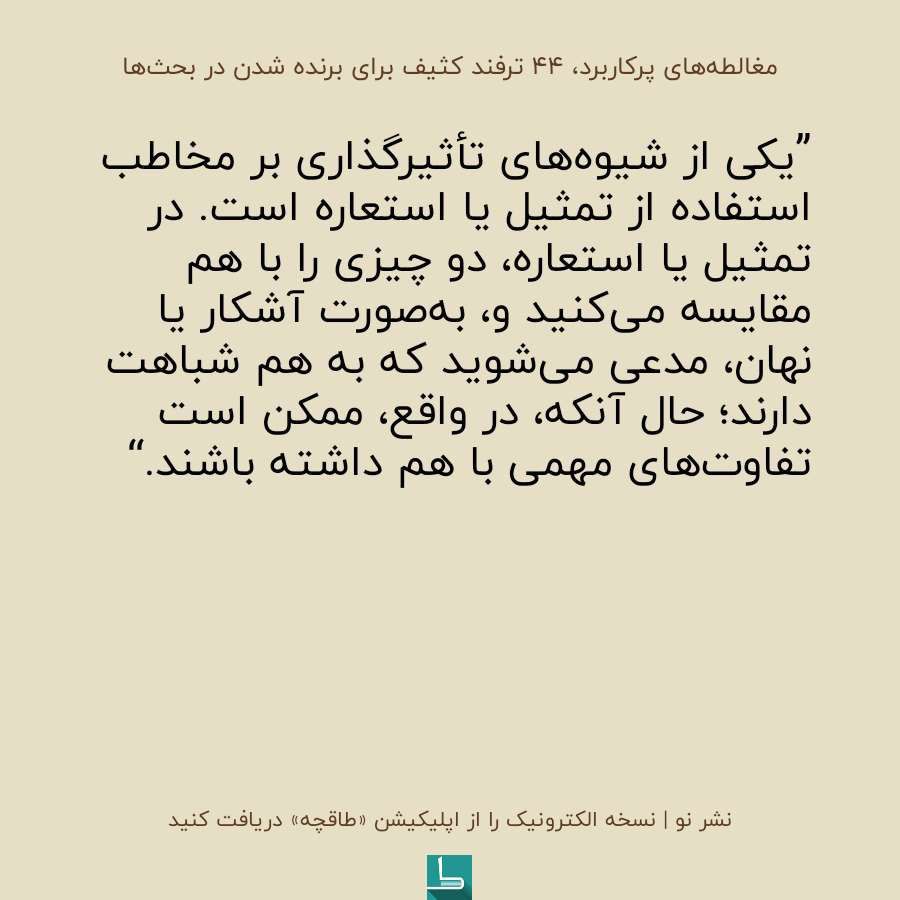 مغالطه‌های پرکاربرد، ۴۴ ترفند کثیف برای برنده شدن در بحث‌ها
”یکی از شیوه‌های تأثیرگذاری بر مخاطب
استفاده از تمثیل یا استعاره است. در
تمثیل یا استعاره، دو چیزی را با هم
مقایسه می‌کنید و، به‌صورت آشکار یا
نهان، مدعی می‌شوید که به هم شباهت
دارند؛ حال آنکه، در واقع، ممکن است
تفاوت‌های مهمی با هم داشته باشند.“
نشر نو | نسخه الکترونیک را از اپلیکیشن «طاقچه» دریافت کنید